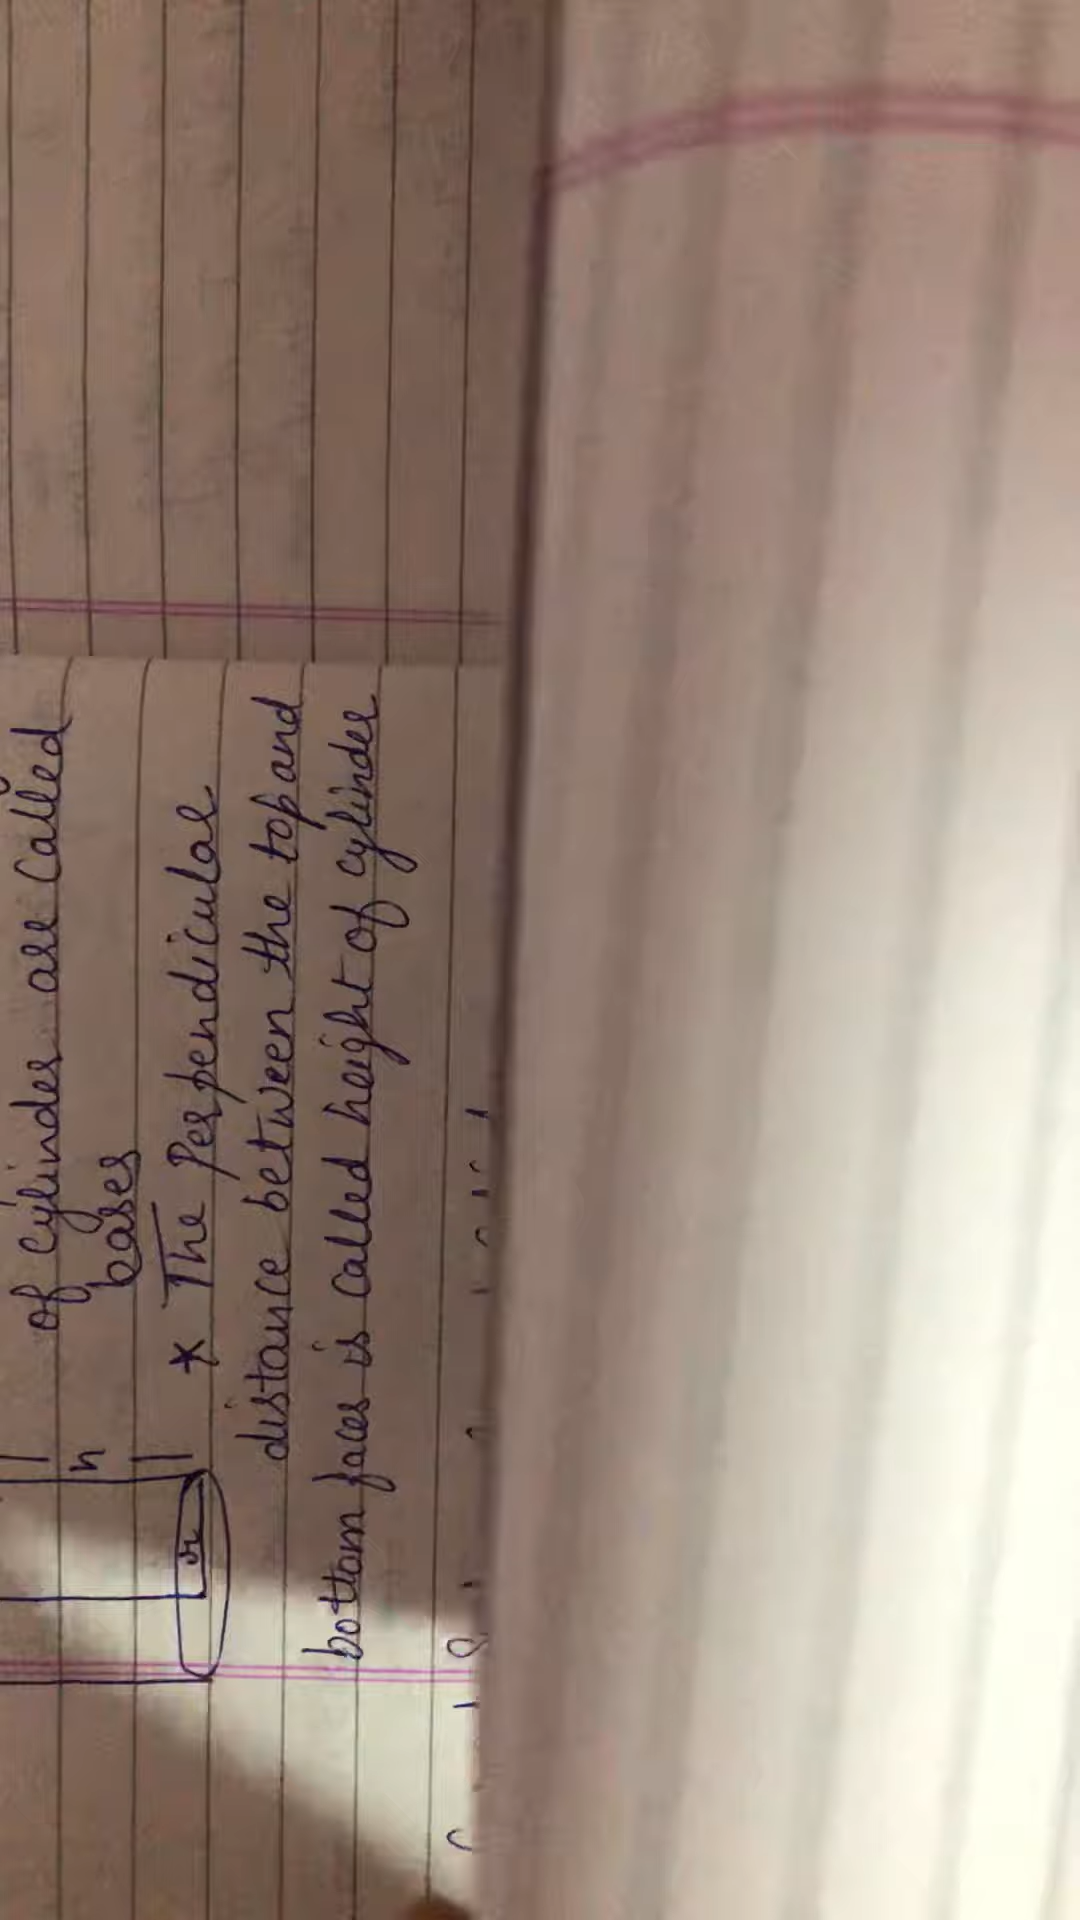 of cylinder are called
h
bases
* The Perpendicular
r
distance between the top and
bottom faces is called height of cylinder